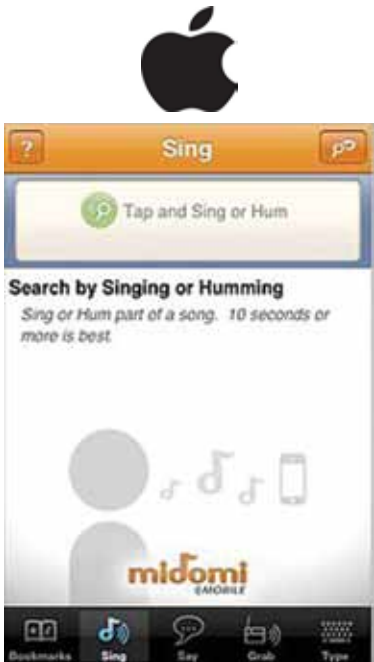 ?
Sing
Tap and Sing or Hum
Search by Singing or Humming
Sing or Hum part of a song. 10 seconds or
more is best.
midomi
@MOBILE
Bookmarks Sing Say Grab Type